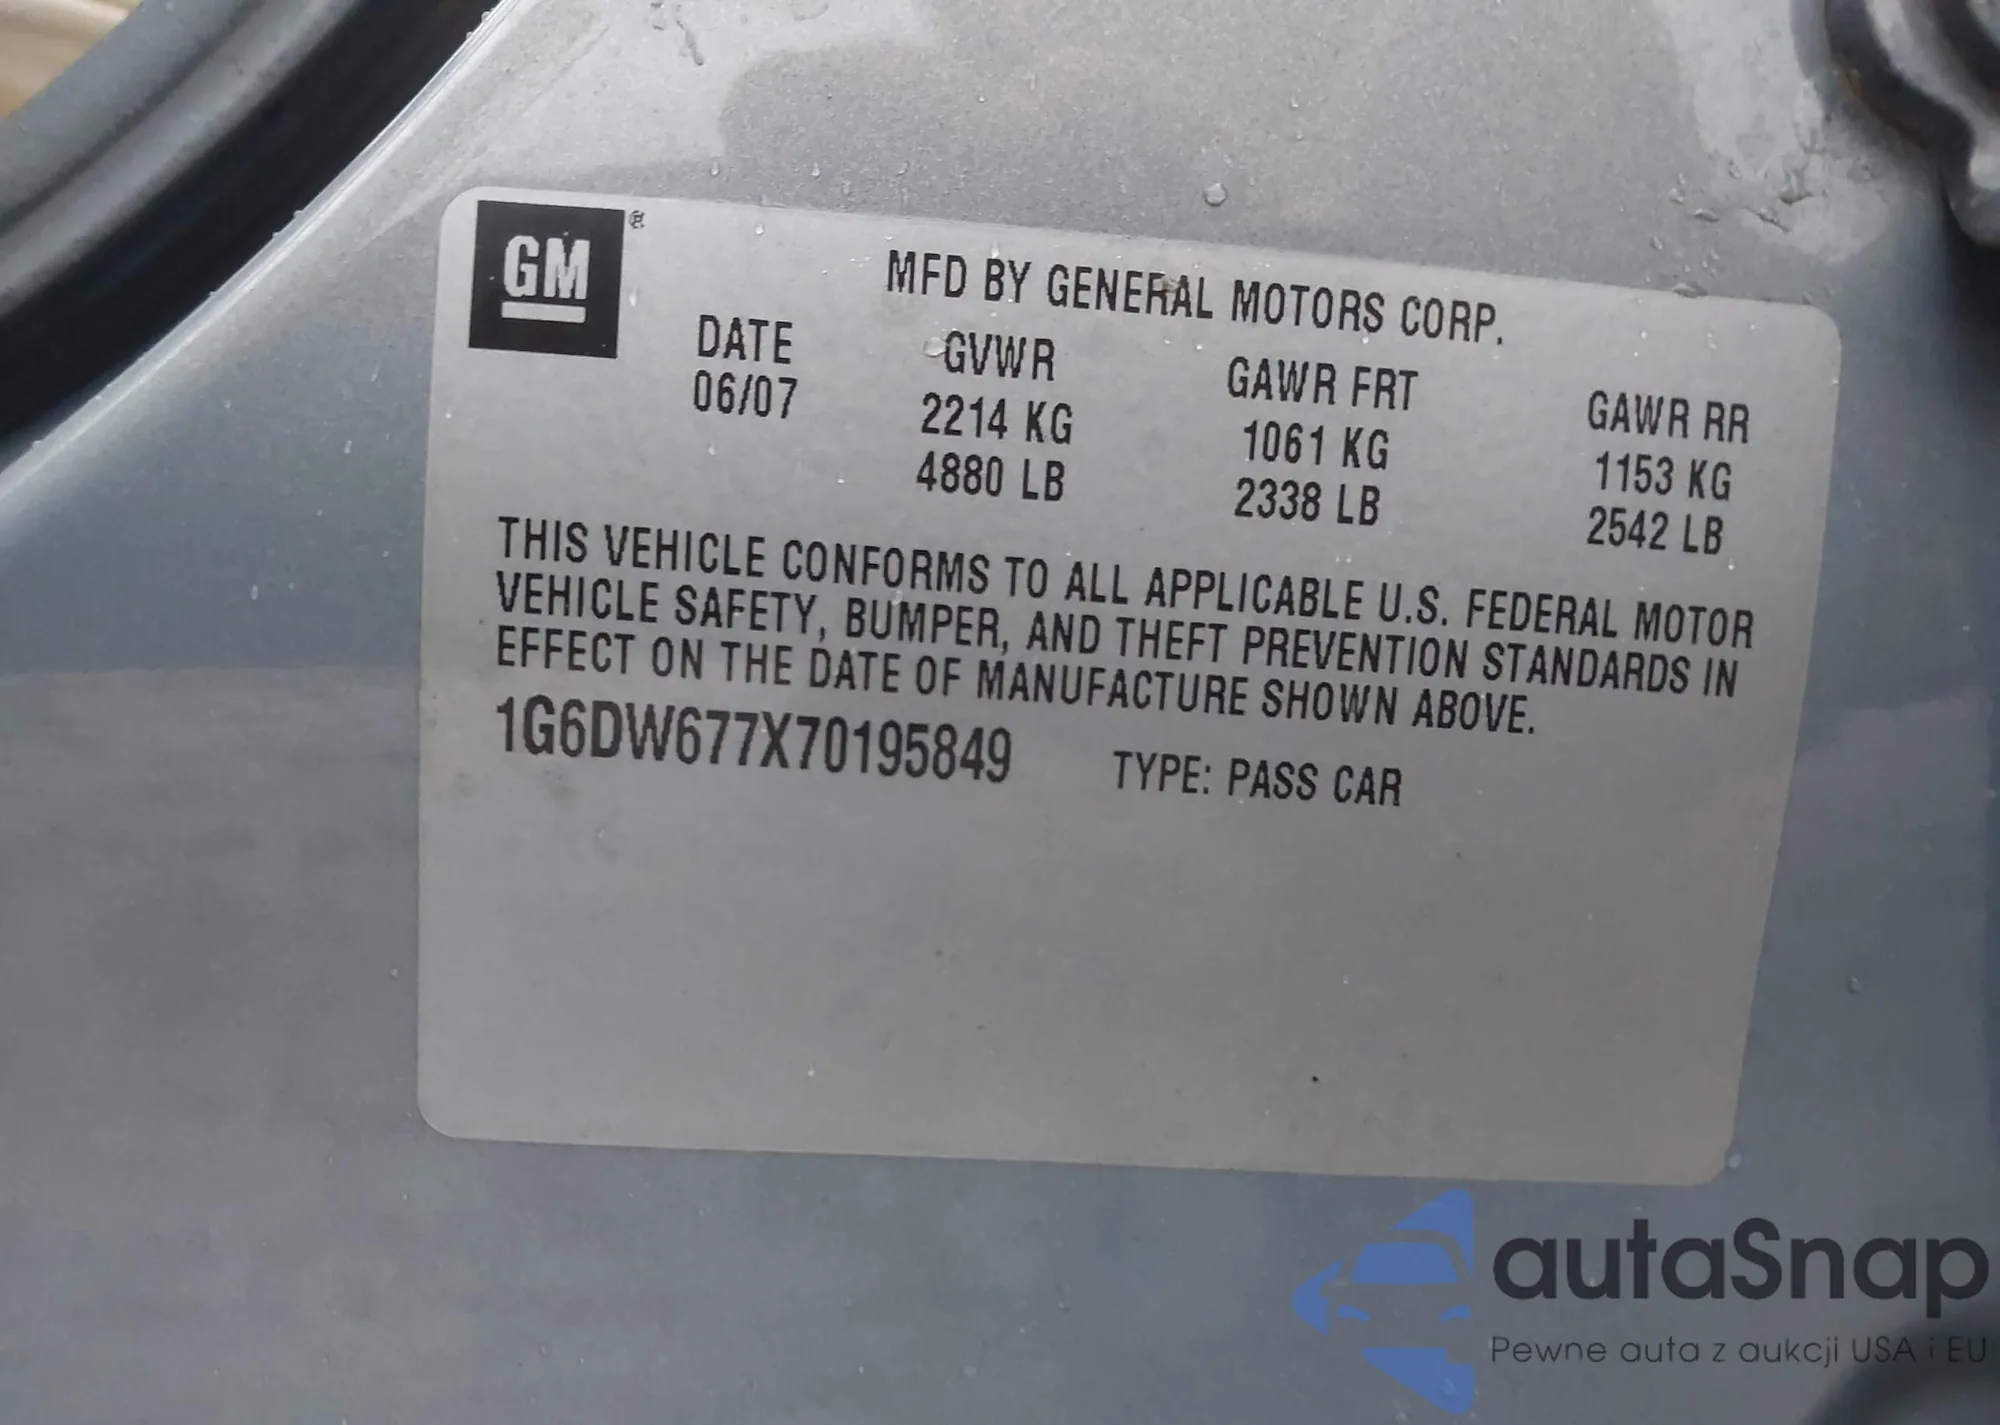 GM
MFD BY GENERAL MOTORS CORP.
DATE GVWR GAWR FRT GAWR RR
06/07 2214 KG 1061 KG 1153 KG
4880 LB 2338 LB 2542 LB
THIS VEHICLE CONFORMS TO ALL APPLICABLE U.S. FEDERAL MOTOR
VEHICLE SAFETY, BUMPER, AND THEFT PREVENTION STANDARDS IN
EFFECT ON THE DATE OF MANUFACTURE SHOWN ABOVE.
1G6DW677X70195849 TYPE: PASS CAR
autaSnap
Pewne auta z aukcji USA i EU